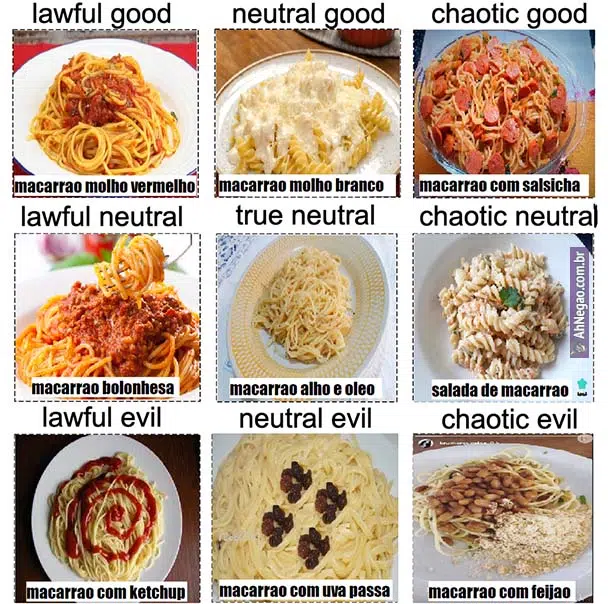 lawful good
neutral good
chaotic good
macarrao molho vermelho
macarrao molho branco
macarrao com salsicha
lawful neutral
true neutral
chaotic neutral
AhNegao.com.br
macarrao bolonhesa
macarrao alho e oleo
salada de macarrao
lawful evil
neutral evil
chaotic evil
macarrao com ketchup
macarrao com uva passa
macarrao com feijao